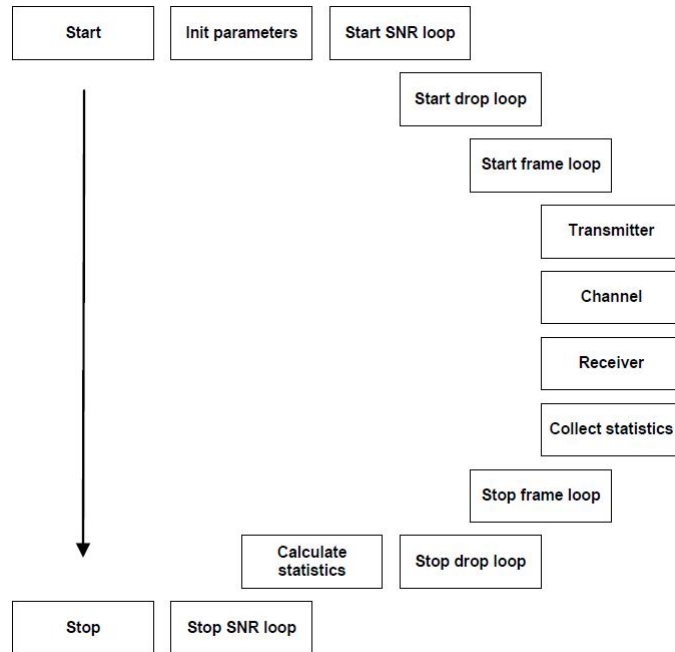 Start
Init parameters
Start SNR loop
Start drop loop
Start frame loop
Transmitter
Channel
Receiver
Collect statistics
Stop frame loop
Calculate
statistics
Stop drop loop
Stop
Stop SNR loop